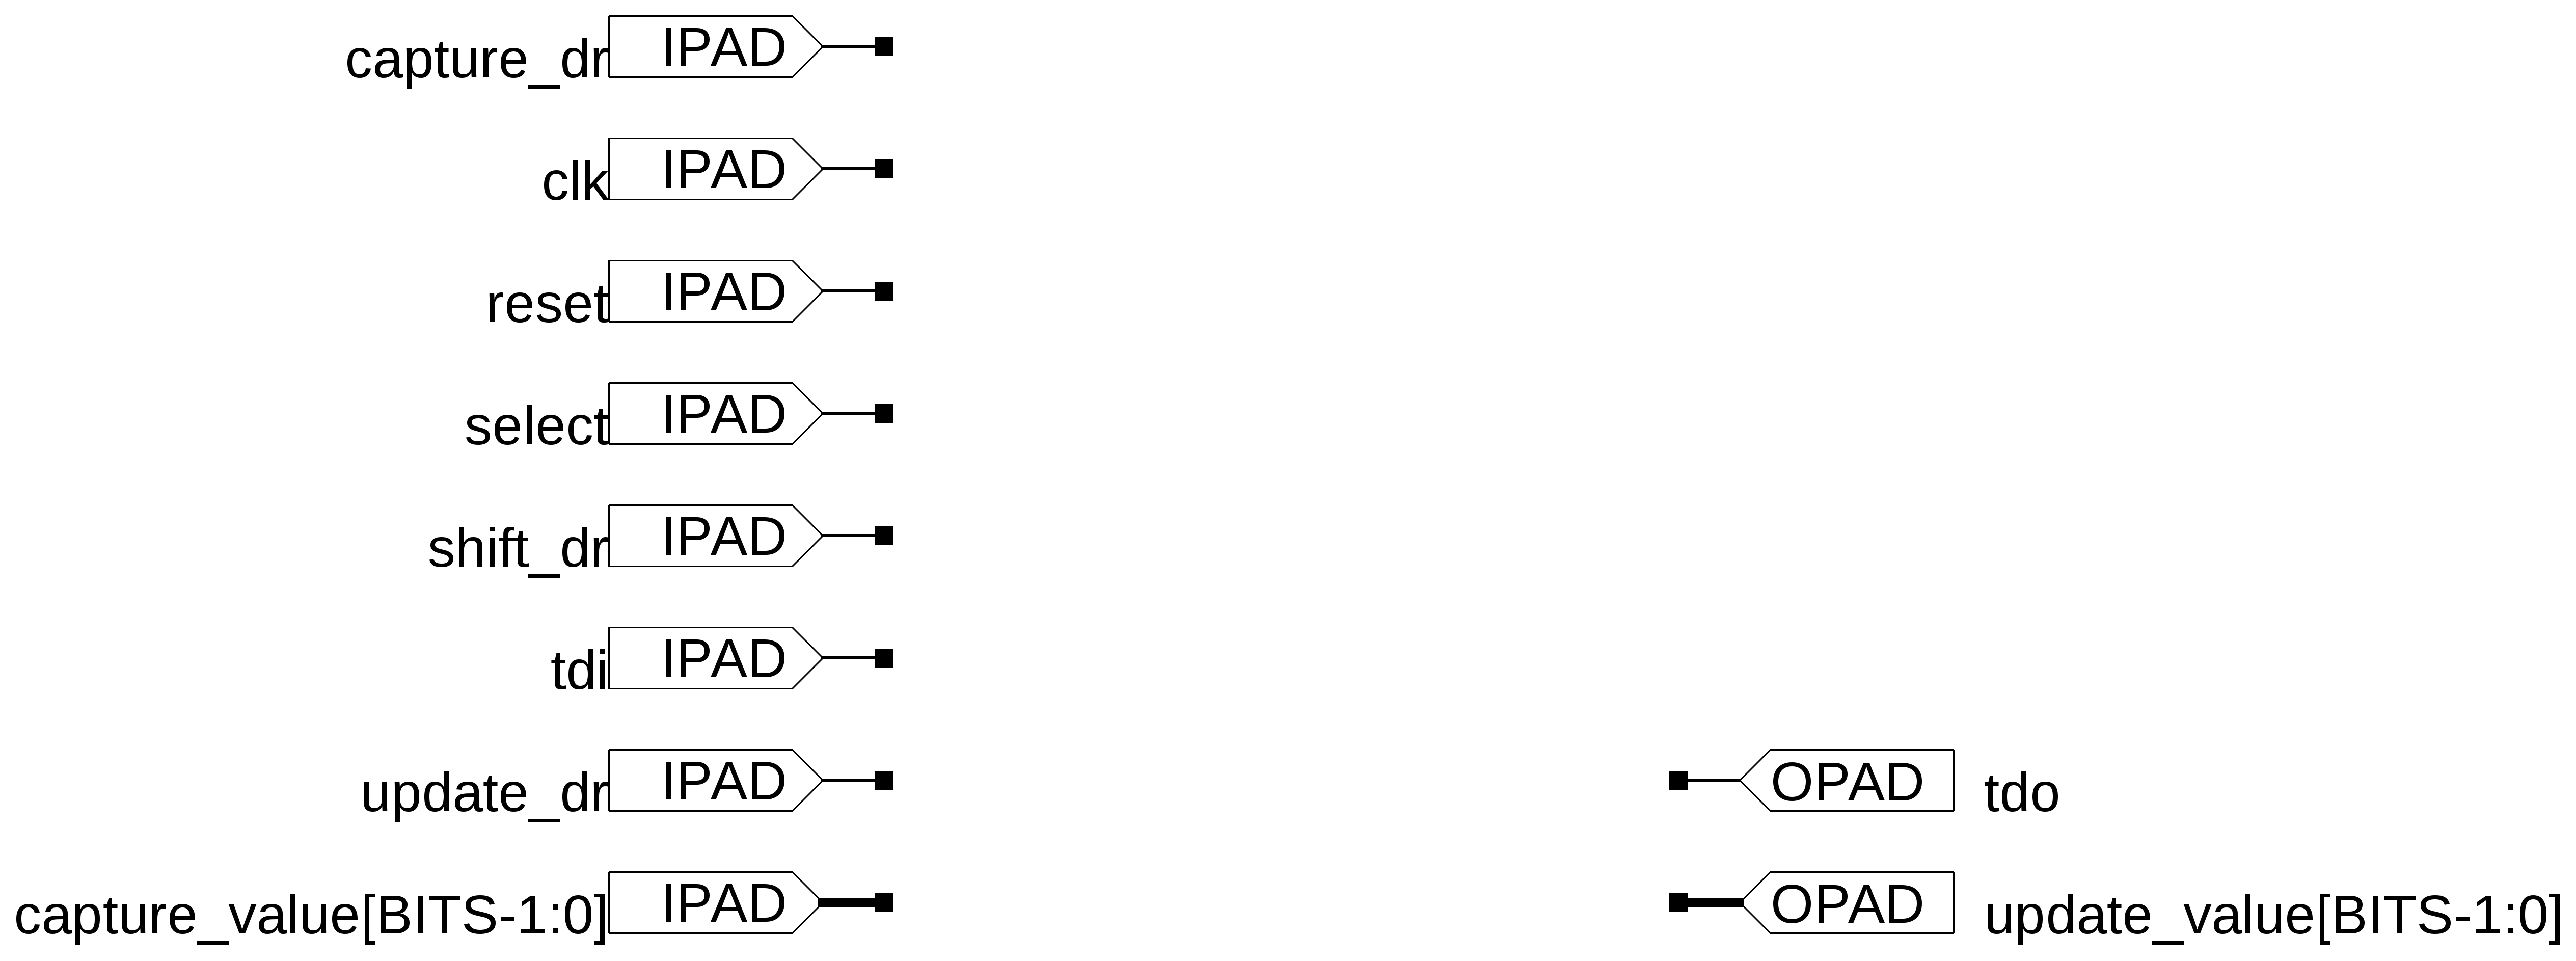 capture_dr IPAD
clk IPAD
reset IPAD
select IPAD
shift_dr IPAD
tdi IPAD
update_dr IPAD OPAD tdo
capture_value[BITS-1:0] IPAD OPAD update_value[BITS-1:0]